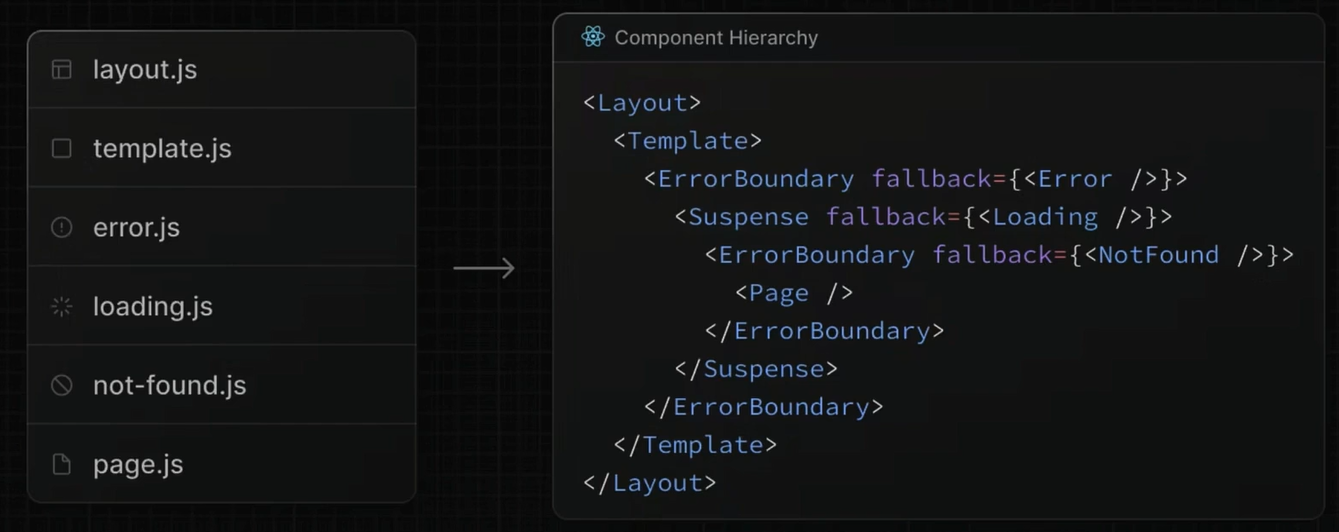 layout.js
template.js
error.js
loading.js
not-found.js
page.js
Component Hierarchy
<Layout>
  <Template>
    <ErrorBoundary fallback={<Error />}>
      <Suspense fallback={<Loading />}>
        <ErrorBoundary fallback={<NotFound />}>
          <Page />
        </ErrorBoundary>
      </Suspense>
    </ErrorBoundary>
  </Template>
</Layout>